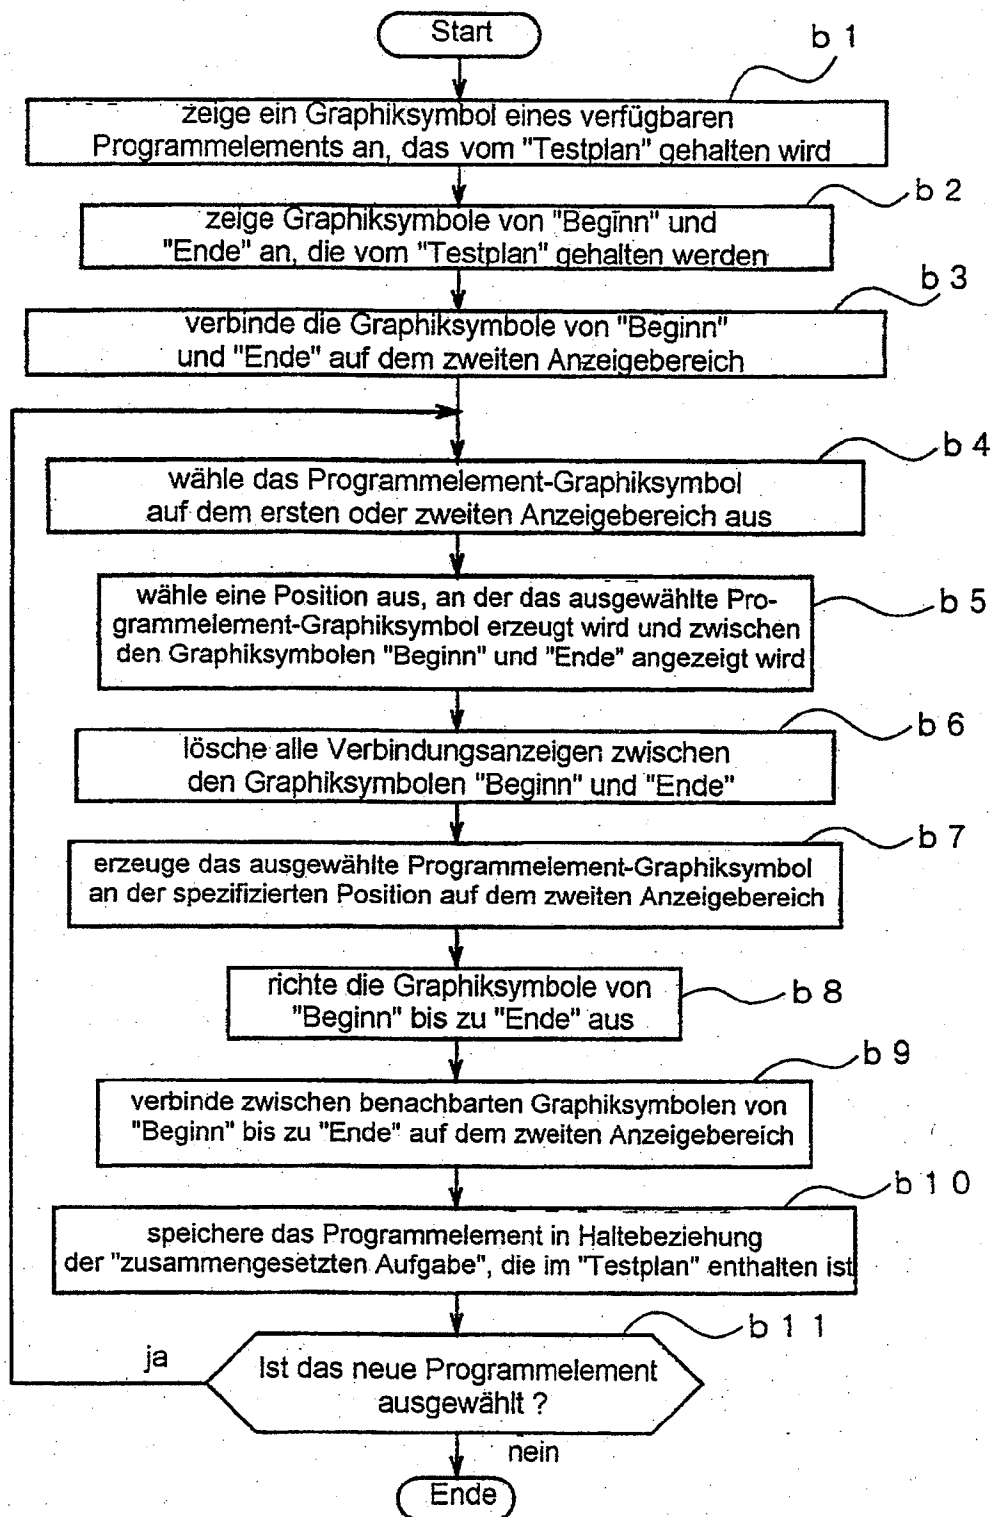 Start
b 1
zeige ein Graphiksymbol eines verfügbaren
Programmelements an, das vom "Testplan" gehalten wird
b 2
zeige Graphiksymbole von "Beginn" und
"Ende" an, die vom "Testplan" gehalten werden
b 3
verbinde die Graphiksymbole von "Beginn"
und "Ende" auf dem zweiten Anzeigebereich
b 4
wähle das Programmelement-Graphiksymbol
auf dem ersten oder zweiten Anzeigebereich aus
b 5
wähle eine Position aus, an der das ausgewählte Pro-
grammelement-Graphiksymbol erzeugt wird und zwischen
den Graphiksymbolen "Beginn" und "Ende" angezeigt wird
b 6
lösche alle Verbindungsanzeigen zwischen
den Graphiksymbolen "Beginn" und "Ende"
b 7
erzeuge das ausgewählte Programmelement-Graphiksymbol
an der spezifizierten Position auf dem zweiten Anzeigebereich
b 8
richte die Graphiksymbole von
"Beginn" bis zu "Ende" aus
b 9
verbinde zwischen benachbarten Graphiksymbolen von
"Beginn" bis zu "Ende" auf dem zweiten Anzeigebereich
b 1 0
speichere das Programmelement in Haltebeziehung
der "zusammengesetzten Aufgabe", die im "Testplan" enthalten ist
b 1 1
ja
Ist das neue Programmelement
ausgewählt ?
nein
Ende